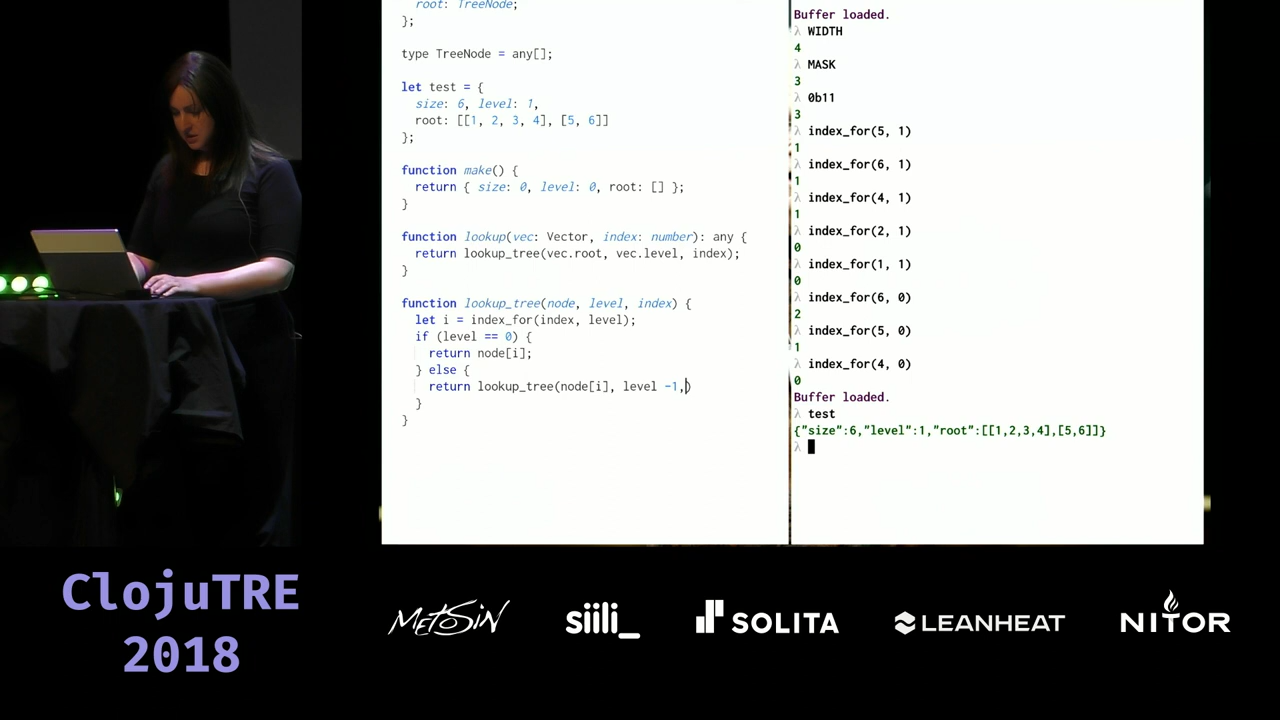 root: TreeNode;
};
type TreeNode = any[];
let test = {
size: 6, level: 1,
root: [[1, 2, 3, 4], [5, 6]]
};
function make() {
return { size: 0, level: 0, root: [] };
}
function lookup(vec: Vector, index: number): any {
return lookup_tree(vec.root, vec.level, index);
}
function lookup_tree(node, level, index) {
let i = index_for(index, level);
if (level == 0) {
return node[i];
} else {
return lookup_tree(node[i], level -1,)
}
}
Buffer loaded.
λ WIDTH
4
λ MASK
3
λ 0b11
3
λ index_for(5, 1)
1
λ index_for(6, 1)
1
λ index_for(4, 1)
1
λ index_for(2, 1)
0
λ index_for(1, 1)
0
λ index_for(6, 0)
2
λ index_for(5, 0)
1
λ index_for(4, 0)
0
Buffer loaded.
λ test
{"size":6,"level":1,"root":[[1,2,3,4],[5,6]]}
λ
ClojuTRE
2018
METOSIN
siili_
SOLITA
LEANHEAT
NITOR